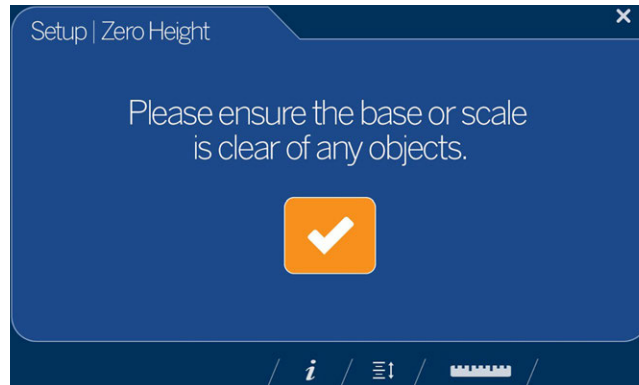 Setup | Zero Height
Please ensure the base or scale
is clear of any objects.
i